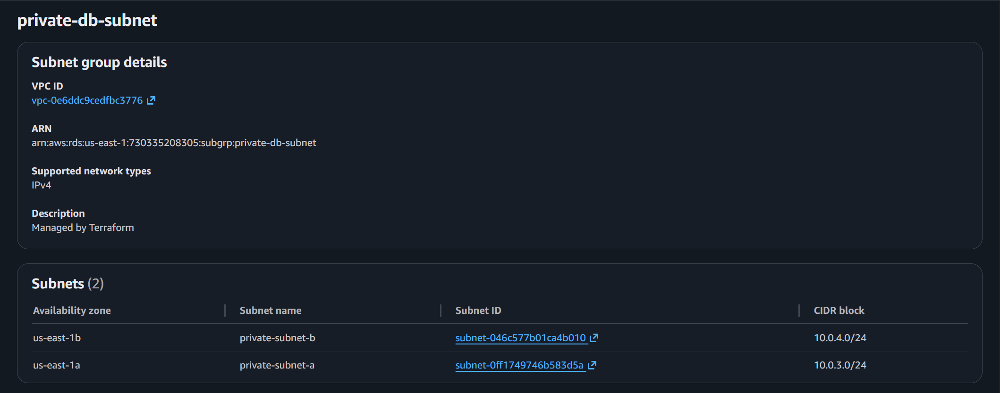 private-db-subnet
Subnet group details
VPC ID
vpc-0e6ddc9cedfbc3776
ARN
arn:aws:rds:us-east-1:730335208305:subgrp:private-db-subnet
Supported network types
IPv4
Description
Managed by Terraform
Subnets (2)
Availability zone Subnet name Subnet ID CIDR block
us-east-1b private-subnet-b subnet-046c577b01ca4b010 10.0.4.0/24
us-east-1a private-subnet-a subnet-0ff1749746b583d5a 10.0.3.0/24